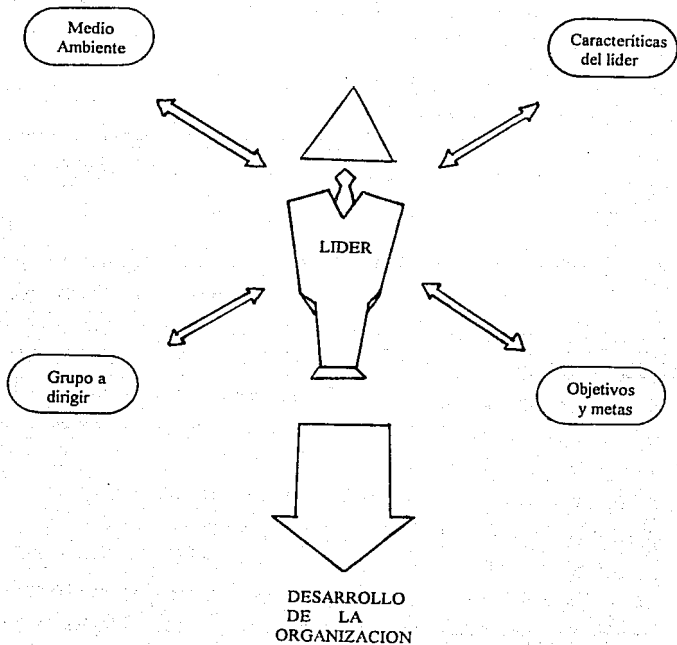 Medio
Ambiente
Caracteríticas
del líder
LIDER
Grupo a
dirigir
Objetivos
y metas
DESARROLLO
DE LA
ORGANIZACION